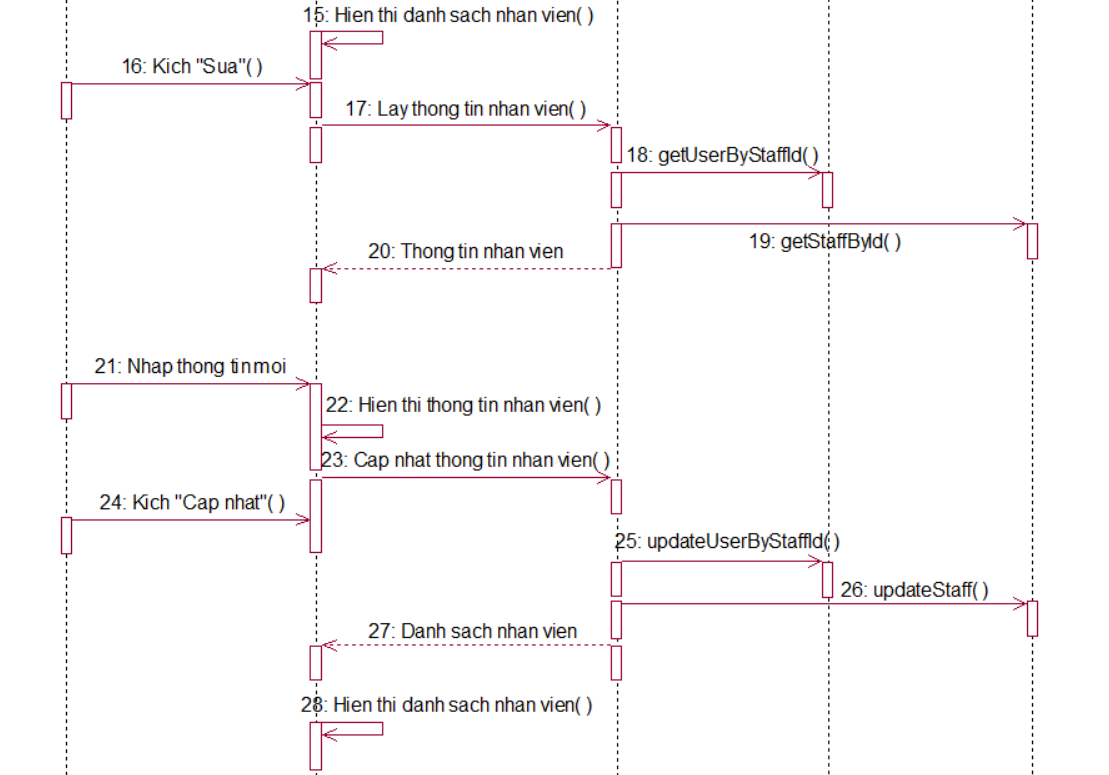 15: Hien thi danh sach nhan vien( )
16: Kich "Sua"( )
17: Lay thong tin nhan vien( )
18: getUserByStaffId( )
19: getStaffById( )
20: Thong tin nhan vien
21: Nhap thong tin moi
22: Hien thi thong tin nhan vien( )
23: Cap nhat thong tin nhan vien( )
24: Kich "Cap nhat"( )
25: updateUserByStaffId( )
26: updateStaff( )
27: Danh sach nhan vien
28: Hien thi danh sach nhan vien( )